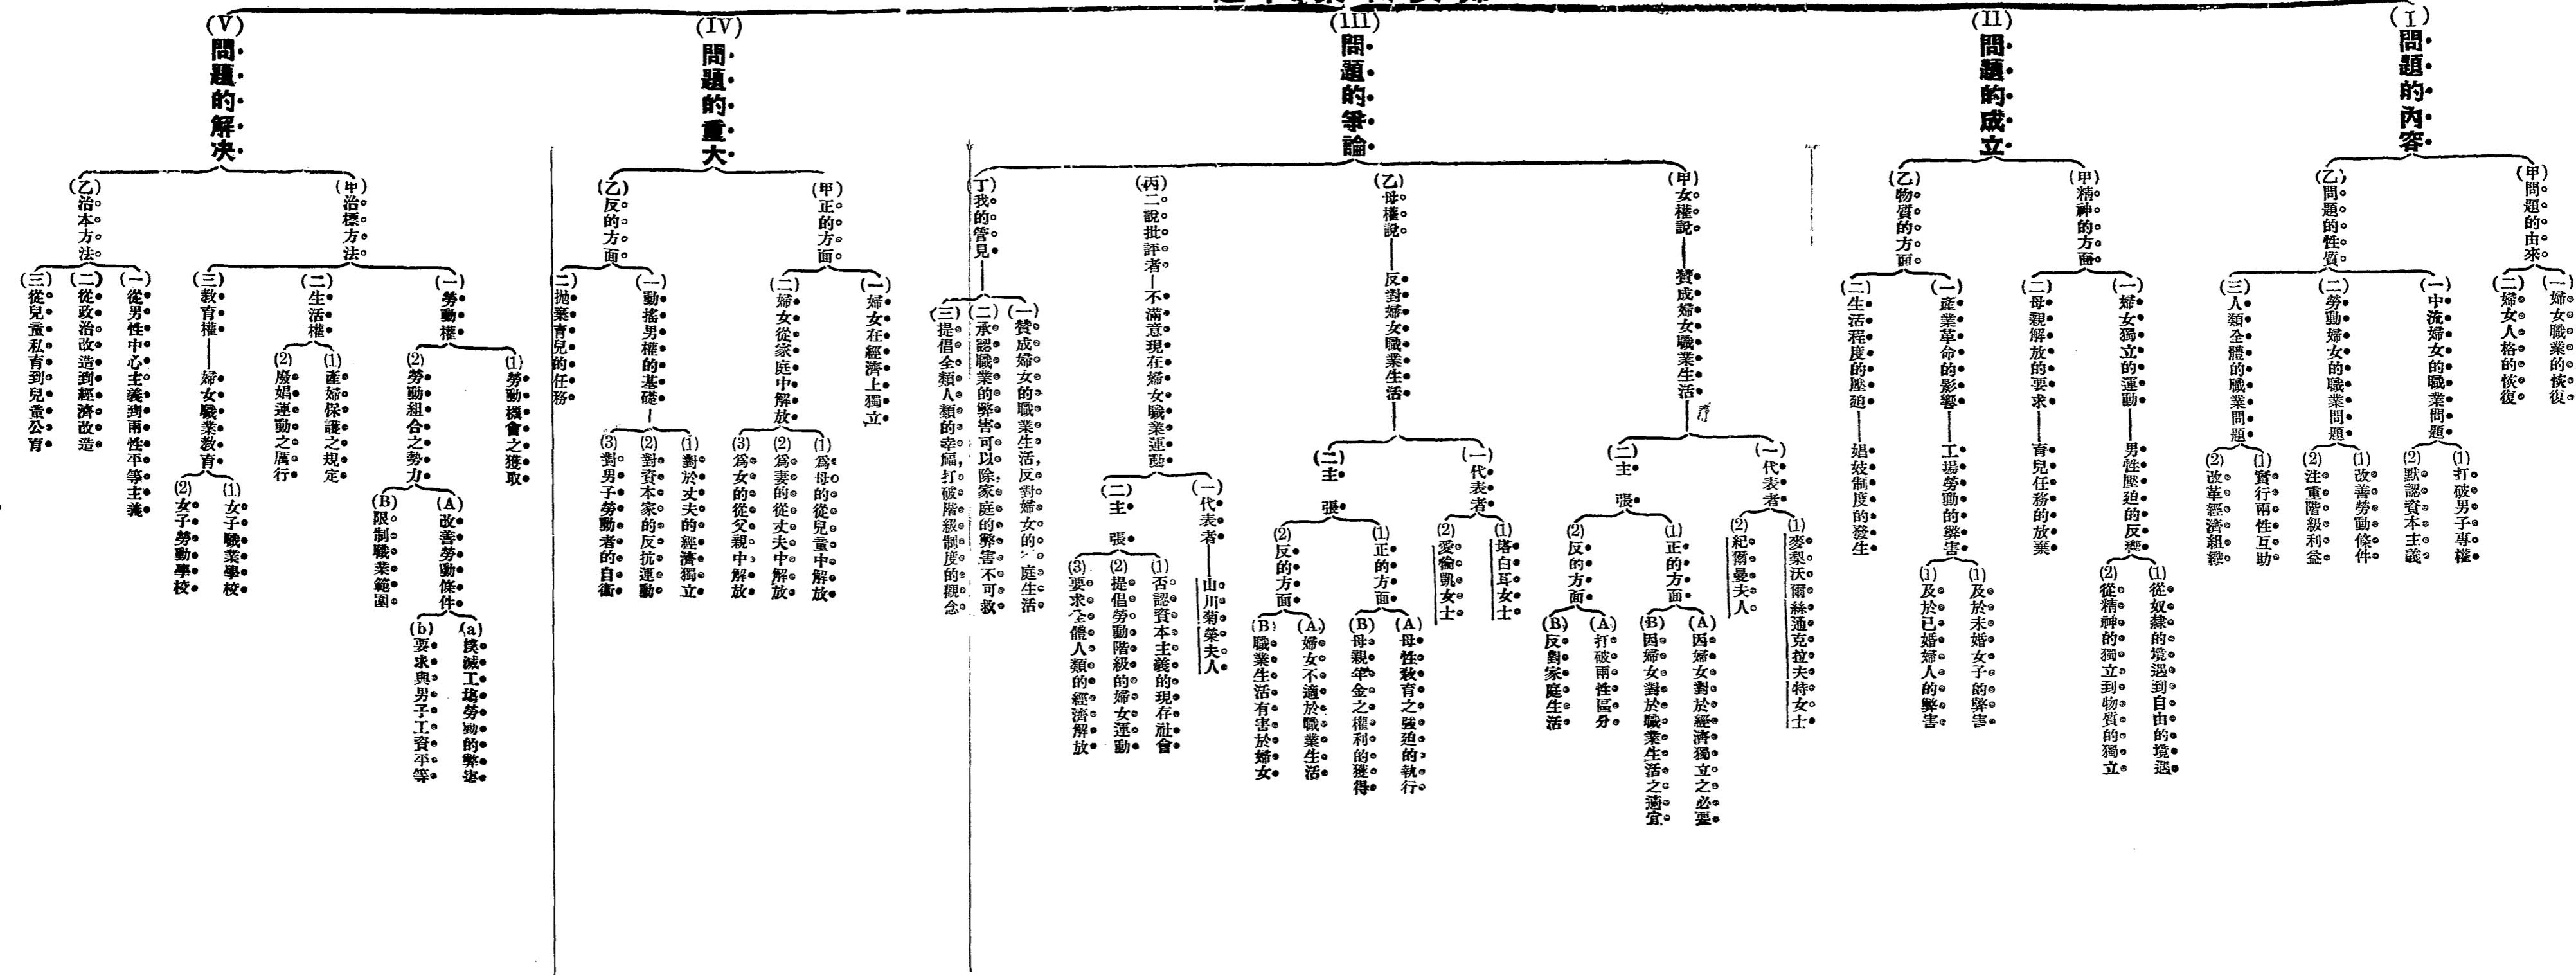 (I)問題的內容
(甲)問題的由來
(一)婦女職業的恢復
(二)婦女人格的恢復
(乙)問題的性質
(一)中流婦女的職業問題
(1)打破男子專權
(2)默認資本主義
(二)勞動婦女的職業問題
(1)改善勞動條件
(2)注重階級利益
(三)人類全體的職業問題
(1)實行兩性互助
(2)改革經濟組織
(II)問題的成立
(甲)精神的方面
(一)婦女獨立的運動——男性壓迫的反響
(1)從奴隸的境遇到自由的境遇
(2)從精神的獨立到物質的獨立
(二)母親解放的要求——育兒任務的放棄
(乙)物質的方面
(一)產業革命的影響——工場勞動的弊害
(1)及於未婚女子的弊害
(2)及於已婚婦人的弊害
(二)生活程度的壓迫——娼妓制度的發生
(III)問題的爭論
(甲)女權說——贊成婦女職業生活
(一)代表者
(1)麥梨沃爾絲通克拉夫特女士
(2)紀爾曼夫人
(二)主張
(1)正的方面
(A)因婦女對於經濟獨立之必要
(B)因婦女對於職業生活之適宜
(2)反的方面
(A)打破兩性區分
(B)反對家庭生活
(乙)母權說——反對婦女職業生活
(一)代表者
(1)塔白耳女士
(2)愛倫凱女士
(二)主張
(1)正的方面
(A)母性教育之強迫的執行
(B)母親年金之權利的獲得
(2)反的方面
(A)婦女不適於職業生活
(B)職業生活有害於婦女
(丙)二說批評者——不滿意現在婦女職業運動
(一)代表者——山川菊榮夫人
(二)主張
(1)否認資本主義的現存社會
(2)提倡勞動階級的婦女運動
(3)要求全體人類的經濟解放
(丁)我的管見
(一)贊成婦女的職業生活,反對婦女的庭生活
(二)承認職業的弊害可以除,家庭的弊害不可救
(三)提倡全類人類的幸福,打破階級制度的觀念
(IV)問題的重大
(甲)正的方面
(一)婦女在經濟上獨立
(二)婦女從家庭中解放
(1)為母的從兒童中解放
(2)為妻的從丈夫中解放
(3)為女的從父親中解放
(乙)反的方面
(一)動搖男權的基礎
(1)對於丈夫的經濟獨立
(2)對資本家的反抗運動
(3)對男子勞動者的自衛
(二)拋棄育兒的任務
(V)問題的解决
(甲)治標方法
(一)勞動權
(1)勞動機會之獲取
(2)勞動組合之勢力
(A)改善勞動條件
(a)撲滅工場勞動的弊害
(b)要求與男子工資平等
(B)限制職業範圍
(二)生活權
(1)產婦保護之規定
(2)廢娼運動之厲行
(三)教育權——婦女職業教育
(1)女子職業學校
(2)女子勞動學校
(乙)治本方法
(一)從男性中心主義到兩性平等主義
(二)從政治改造到經濟改造
(三)從兒童私育到兒童公育